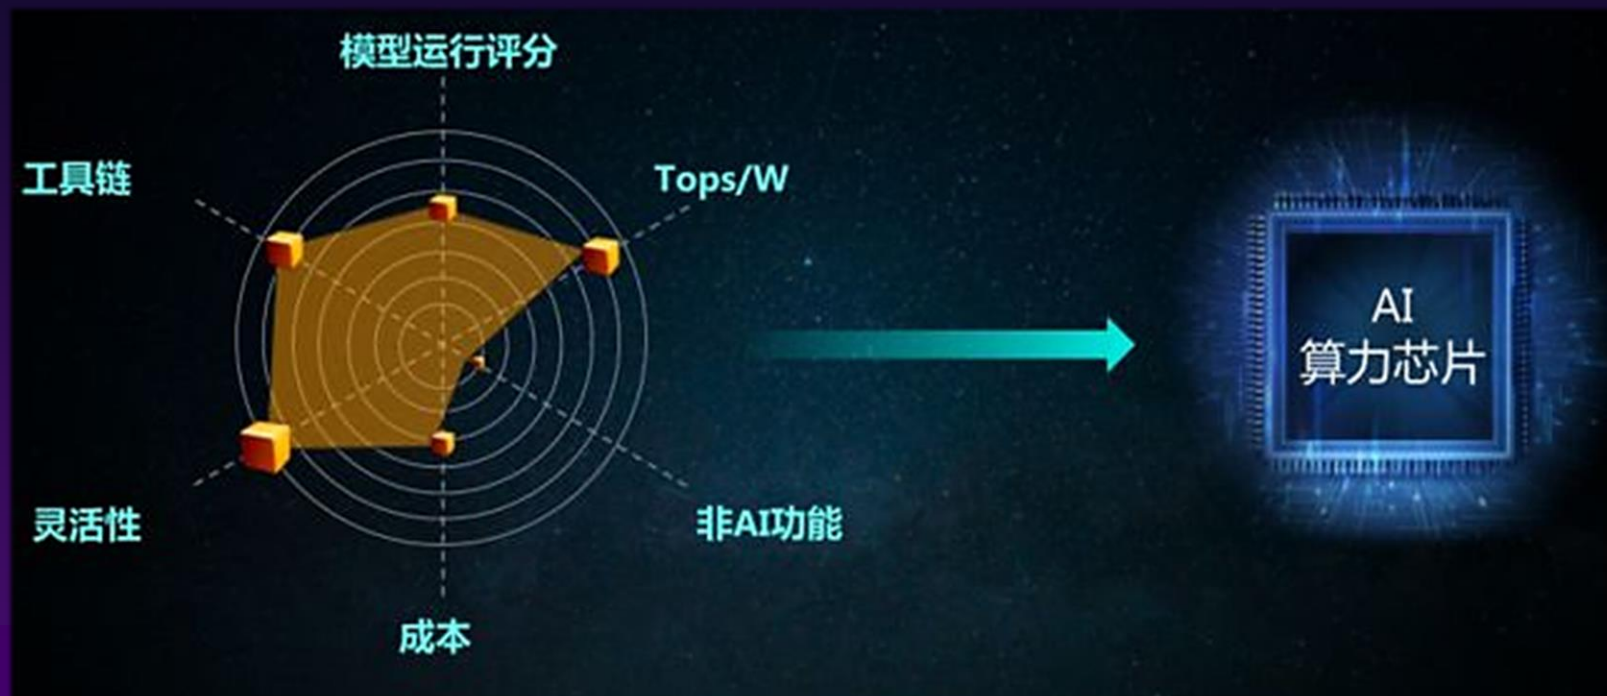 模型运行评分
工具链
Tops/W
AI
算力芯片
灵活性
非AI功能
成本